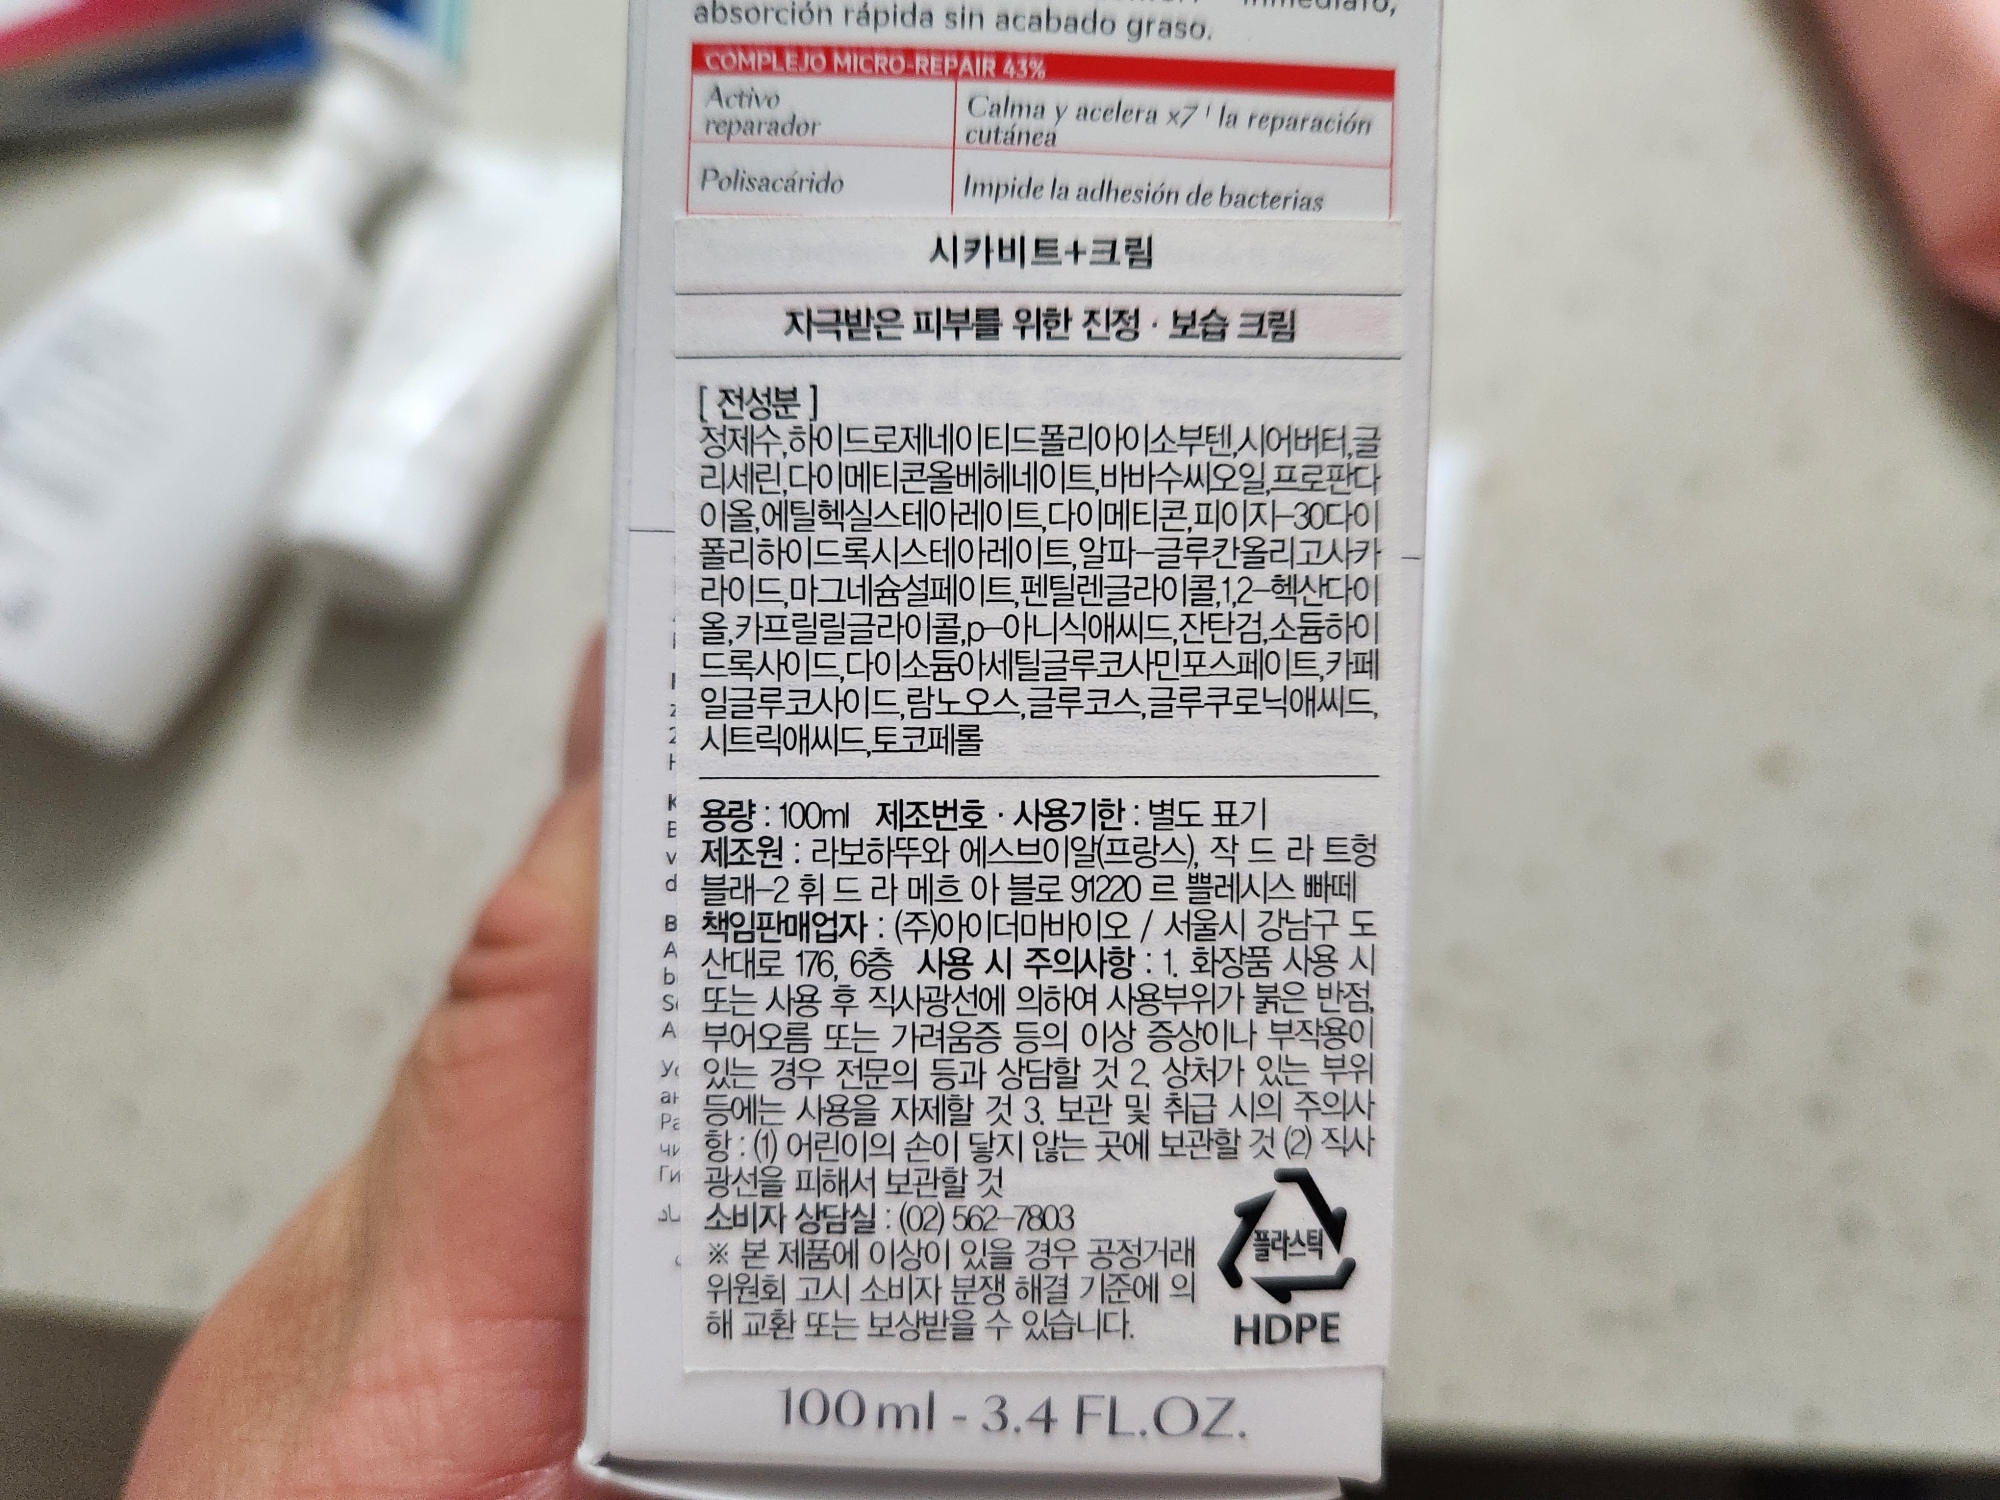 absorción rápida sin acabado graso.
COMPLEJO MICRO-REPAIR 43%
Activo reparador
Calma y acelera x7¹ la reparación cutánea
Polisacárido
Impide la adhesión de bacterias
시카비트+크림
자극받은 피부를 위한 진정 · 보습 크림
[ 전성분 ]
정제수,하이드로제네이티드폴리아이소부텐,시어버터,글
리세린,다이메티콘올베헤네이트,바바수씨오일,프로판다
이올,에틸헥실스테아레이트,다이메티콘,피이지-30다이
폴리하이드록시스테아레이트,알파-글루칸올리고사카
라이드,마그네슘설페이트,펜틸렌글라이콜,1,2-헥산다이
올,카프릴릴글라이콜,p-아니식애씨드,잔탄검,소듐하이
드록사이드,다이소듐아세틸글루코사민포스페이트,카페
일글루코사이드,람노오스,글루코스,글루쿠로닉애씨드,
시트릭애씨드,토코페롤
용량 : 100ml 제조번호 · 사용기한 : 별도 표기
제조원 : 라보하뚜와 에스브이알(프랑스), 작 드 라 트헝
블래-2 휘 드 라 메흐 아 블로 91220 르 쁠레시스 빠떼
책임판매업자 : (주)아이더마바이오 / 서울시 강남구 도
산대로 176, 6층 사용 시 주의사항 : 1. 화장품 사용 시
또는 사용 후 직사광선에 의하여 사용부위가 붉은 반점,
부어오름 또는 가려움증 등의 이상 증상이나 부작용이
있는 경우 전문의 등과 상담할 것 2. 상처가 있는 부위
등에는 사용을 자제할 것 3. 보관 및 취급 시의 주의사
항 : (1) 어린이의 손이 닿지 않는 곳에 보관할 것 (2) 직사
광선을 피해서 보관할 것
소비자 상담실 : (02) 562-7803
※ 본 제품에 이상이 있을 경우 공정거래
위원회 고시 소비자 분쟁 해결 기준에 의
해 교환 또는 보상받을 수 있습니다.
플라스틱
HDPE
100 ml - 3.4 FL.OZ.